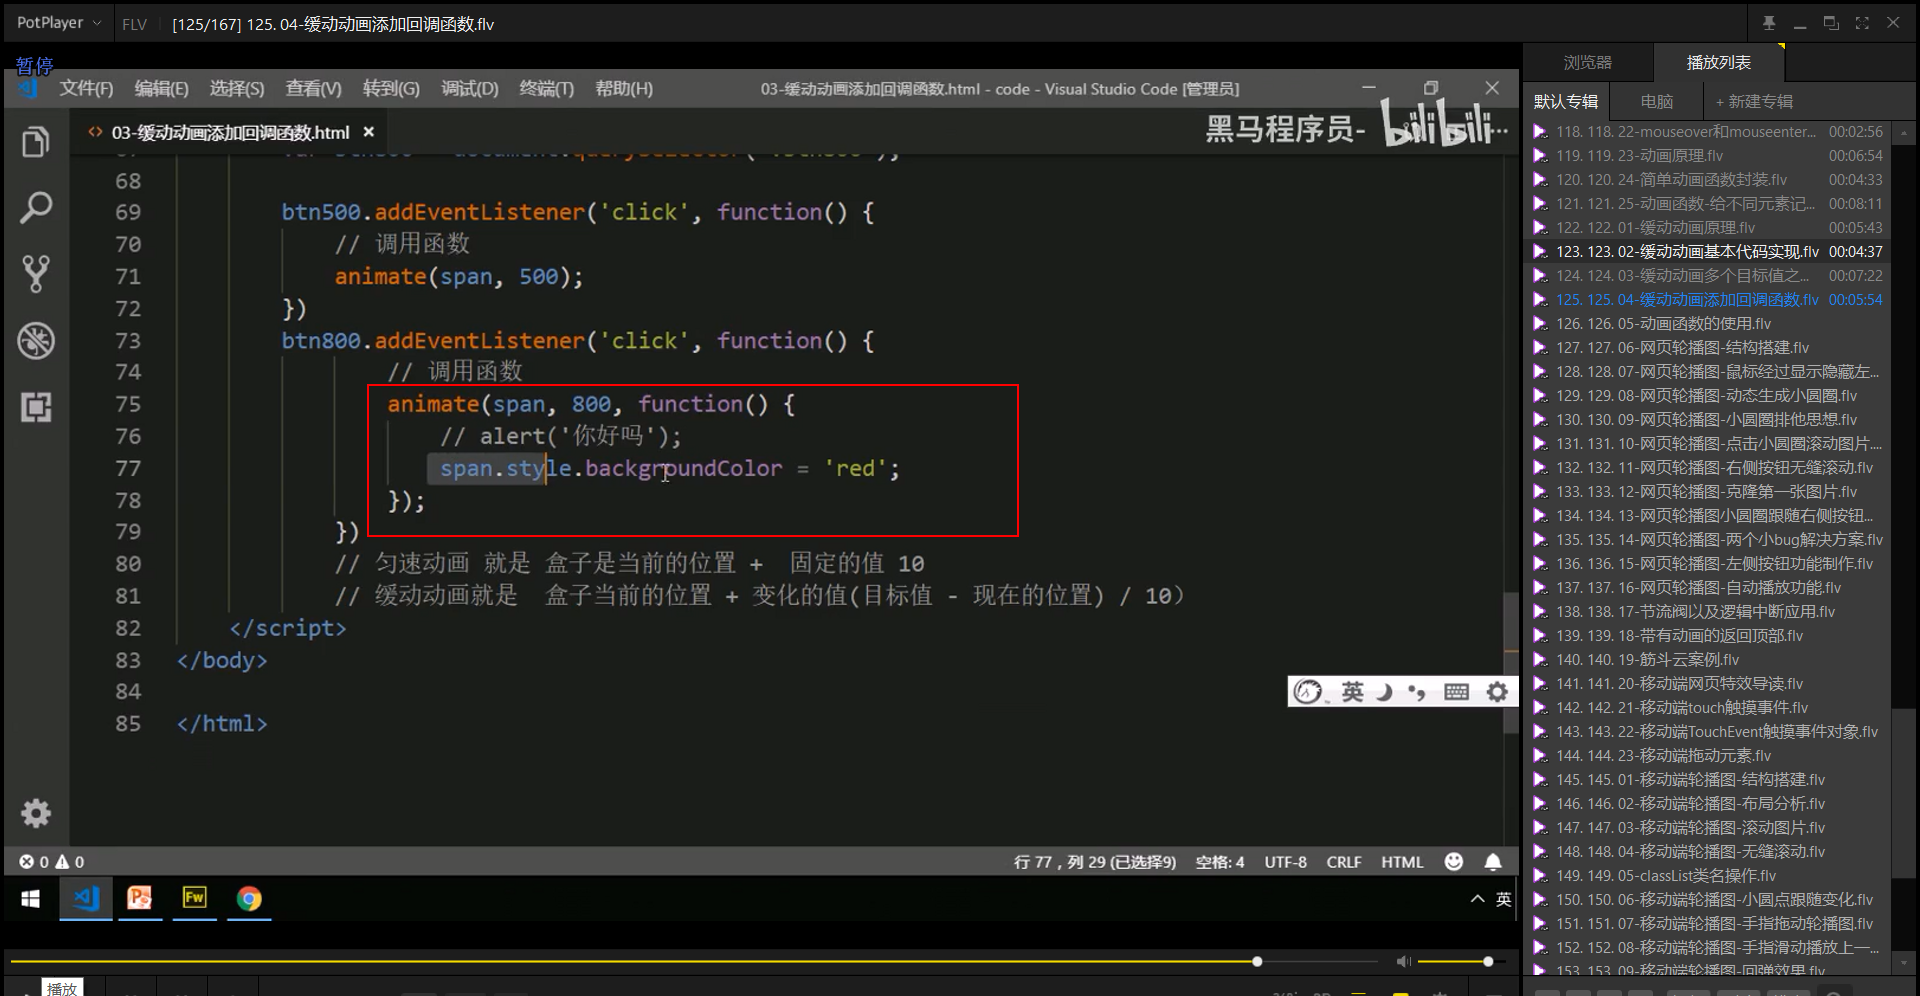 PotPlayer FLV [125/167] 125. 04-缓动动画添加回调函数.flv
暂停
文件(F) 编辑(E) 选择(S) 查看(V) 转到(G) 调试(D) 终端(T) 帮助(H) 03-缓动动画添加回调函数.html - code - Visual Studio Code [管理员]
<> 03-缓动动画添加回调函数.html ×
黑马程序员- bilibili
68
69 btn500.addEventListener('click', function() {
70 // 调用函数
71 animate(span, 500);
72 })
73 btn800.addEventListener('click', function() {
74 // 调用函数
75 animate(span, 800, function() {
76 // alert('你好吗');
77 span.style.backgroundColor = 'red';
78 });
79 })
80 // 匀速动画 就是 盒子是当前的位置 + 固定的值 10
81 // 缓动动画就是 盒子当前的位置 + 变化的值(目标值 - 现在的位置) / 10）
82 </script>
83 </body>
84
85 </html>
英
0 0 行 77，列 29 (已选择9) 空格: 4 UTF-8 CRLF HTML
Fw
英
播放
浏览器 播放列表
默认专辑 电脑 + 新建专辑
118. 118. 22-mouseover和mouseenter... 00:02:56
119. 119. 23-动画原理.flv 00:06:54
120. 120. 24-简单动画函数封装.flv 00:04:33
121. 121. 25-动画函数-给不同元素记... 00:08:11
122. 122. 01-缓动动画原理.flv 00:05:43
123. 123. 02-缓动动画基本代码实现.flv 00:04:37
124. 124. 03-缓动动画多个目标值之... 00:07:22
125. 125. 04-缓动动画添加回调函数.flv 00:05:54
126. 126. 05-动画函数的使用.flv
127. 127. 06-网页轮播图-结构搭建.flv
128. 128. 07-网页轮播图-鼠标经过显示隐藏左...
129. 129. 08-网页轮播图-动态生成小圆圈.flv
130. 130. 09-网页轮播图-小圆圈排他思想.flv
131. 131. 10-网页轮播图-点击小圆圈滚动图片....
132. 132. 11-网页轮播图-右侧按钮无缝滚动.flv
133. 133. 12-网页轮播图-克隆第一张图片.flv
134. 134. 13-网页轮播图小圆圈跟随右侧按钮...
135. 135. 14-网页轮播图-两个小bug解决方案.flv
136. 136. 15-网页轮播图-左侧按钮功能制作.flv
137. 137. 16-网页轮播图-自动播放功能.flv
138. 138. 17-节流阀以及逻辑中断应用.flv
139. 139. 18-带有动画的返回顶部.flv
140. 140. 19-筋斗云案例.flv
141. 141. 20-移动端网页特效导读.flv
142. 142. 21-移动端touch触摸事件.flv
143. 143. 22-移动端TouchEvent触摸事件对象.flv
144. 144. 23-移动端拖动元素.flv
145. 145. 01-移动端轮播图-结构搭建.flv
146. 146. 02-移动端轮播图-布局分析.flv
147. 147. 03-移动端轮播图-滚动图片.flv
148. 148. 04-移动端轮播图-无缝滚动.flv
149. 149. 05-classList类名操作.flv
150. 150. 06-移动端轮播图-小圆点跟随变化.flv
151. 151. 07-移动端轮播图-手指拖动轮播图.flv
152. 152. 08-移动端轮播图-手指滑动播放上一...
153. 153. 09-移动端轮播图-回弹效果.flv